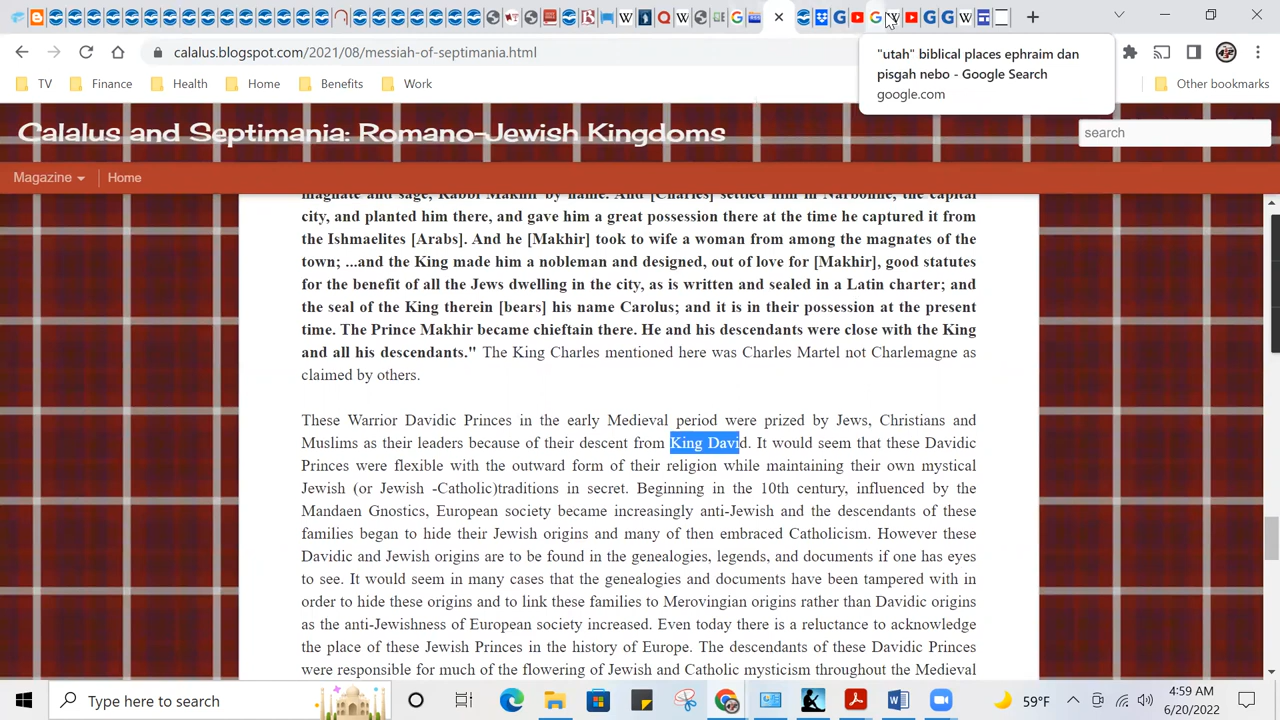 calalus.blogspot.com/2021/08/messiah-of-septimania.html
"utah" biblical places ephraim dan
pisgah nebo - Google Search
google.com
TV Finance Health Home Benefits Work Other bookmarks
Calalus and Septimania: Romano-Jewish Kingdoms
search
Magazine Home
magnate and sage, Rabbi Makhir by name. And [Charles] settled him in Narbonne, the capital
city, and planted him there, and gave him a great possession there at the time he captured it from
the Ishmaelites [Arabs]. And he [Makhir] took to wife a woman from among the magnates of the
town; ...and the King made him a nobleman and designed, out of love for [Makhir], good statutes
for the benefit of all the Jews dwelling in the city, as is written and sealed in a Latin charter; and
the seal of the King therein [bears] his name Carolus; and it is in their possession at the present
time. The Prince Makhir became chieftain there. He and his descendants were close with the King
and all his descendants." The King Charles mentioned here was Charles Martel not Charlemagne as
claimed by others.
These Warrior Davidic Princes in the early Medieval period were prized by Jews, Christians and
Muslims as their leaders because of their descent from King David. It would seem that these Davidic
Princes were flexible with the outward form of their religion while maintaining their own mystical
Jewish (or Jewish -Catholic)traditions in secret. Beginning in the 10th century, influenced by the
Mandaen Gnostics, European society became increasingly anti-Jewish and the descendants of these
families began to hide their Jewish origins and many of then embraced Catholicism. However these
Davidic and Jewish origins are to be found in the genealogies, legends, and documents if one has eyes
to see. It would seem in many cases that the genealogies and documents have been tampered with in
order to hide these origins and to link these families to Merovingian origins rather than Davidic origins
as the anti-Jewishness of European society increased. Even today there is a reluctance to acknowledge
the place of these Jewish Princes in the history of Europe. The descendants of these Davidic Princes
were responsible for much of the flowering of Jewish and Catholic mysticism throughout the Medieval
Type here to search
59°F
4:59 AM
6/20/2022